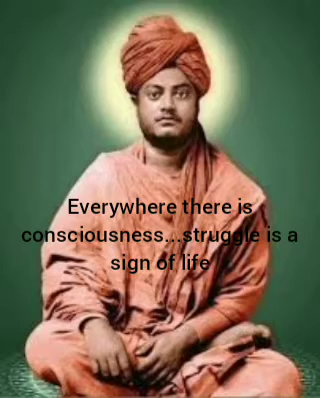 Everywhere there is
consciousness...struggle is a
sign of life